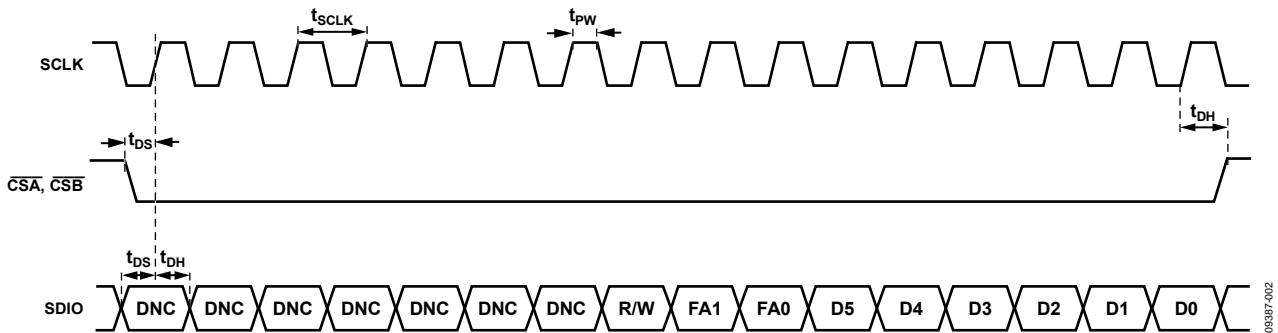 tSCLK
tPW
SCLK
tDS
tDH
CSA, CSB
tDS tDH
SDIO DNC DNC DNC DNC DNC DNC DNC R/W FA1 FA0 D5 D4 D3 D2 D1 D0
09387-002